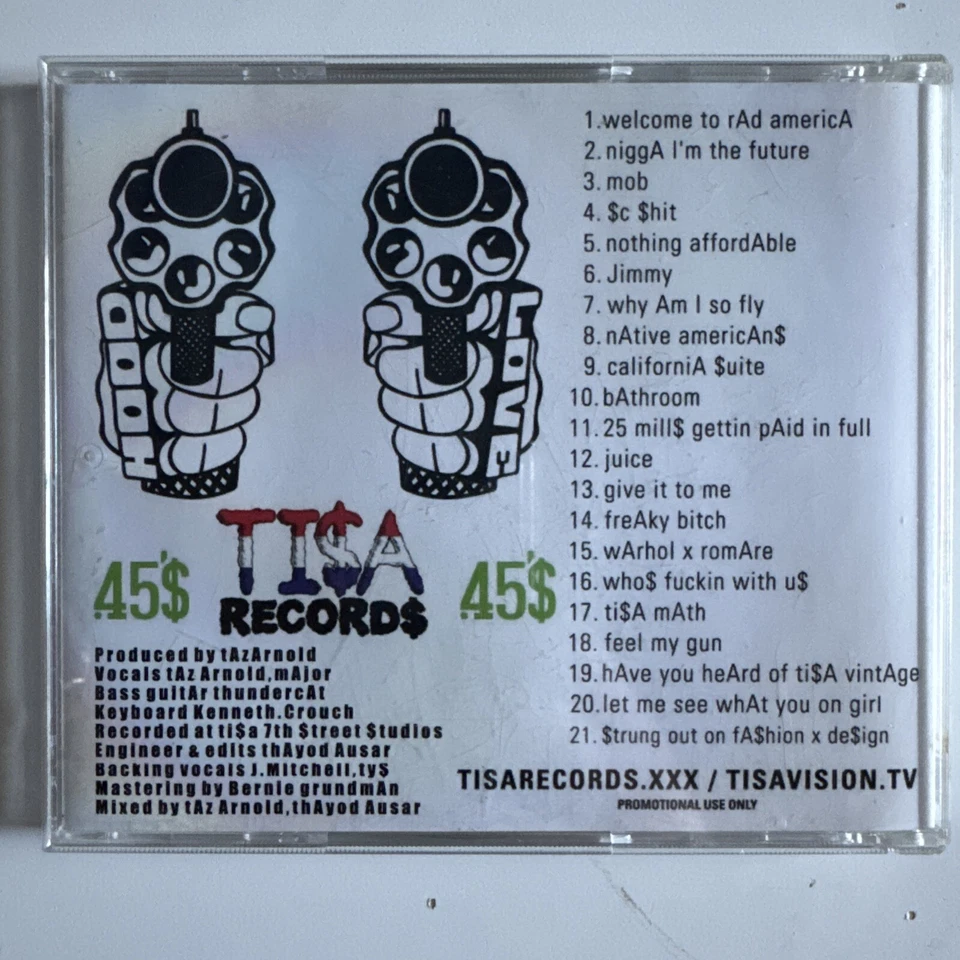 HOOD
FOXY
TI$A
RECORD$
.45'$
.45'$
Produced by tAzArnold
Vocals tAz Arnold,mAjor
Bass guitAr thundercAt
Keyboard Kenneth.Crouch
Recorded at ti$a 7th $treet $tudios
Engineer & edits thAyod Ausar
Backing vocals J.Mitchell,ty$
Mastering by Bernie grundmAn
Mixed by tAz Arnold,thAyod Ausar
1.welcome to rAd americA
2. niggA I'm the future
3. mob
4. $c $hit
5. nothing affordAble
6. Jimmy
7. why Am I so fly
8. nAtive americAn$
9. californiA $uite
10. bAthroom
11. 25 mill$ gettin pAid in full
12. juice
13. give it to me
14. freAky bitch
15. wArhol x romAre
16. who$ fuckin with u$
17. ti$A mAth
18. feel my gun
19. hAve you heArd of ti$A vintAge
20. let me see whAt you on girl
21. $trung out on fA$hion x de$ign
TISARECORDS.XXX / TISAVISION.TV
PROMOTIONAL USE ONLY